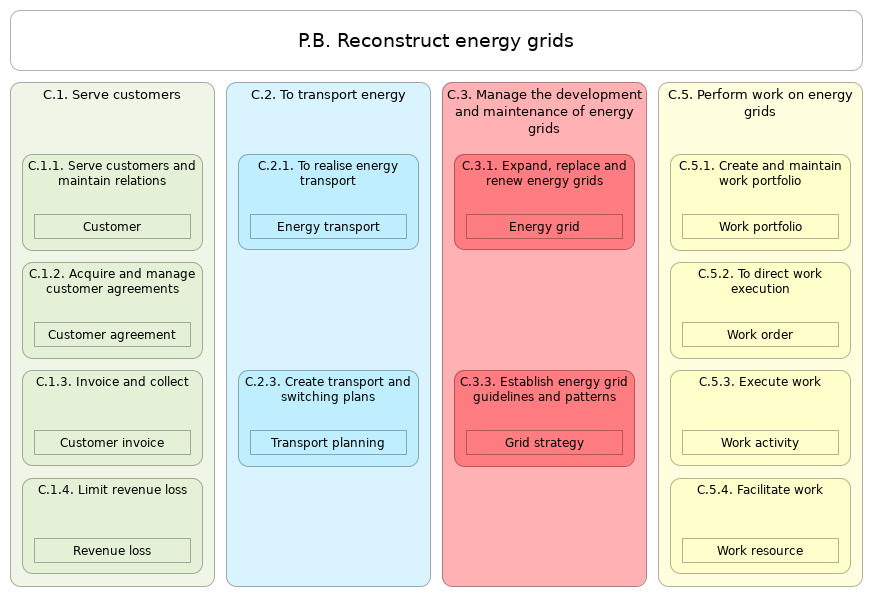 P.B. Reconstruct energy grids
C.1. Serve customers
C.1.1. Serve customers and
maintain relations
Customer
C.1.2. Acquire and manage
customer agreements
Customer agreement
C.1.3. Invoice and collect
Customer invoice
C.1.4. Limit revenue loss
Revenue loss
C.2. To transport energy
C.2.1. To realise energy
transport
Energy transport
C.2.3. Create transport and
switching plans
Transport planning
C.3. Manage the development
and maintenance of energy
grids
C.3.1. Expand, replace and
renew energy grids
Energy grid
C.3.3. Establish energy grid
guidelines and patterns
Grid strategy
C.5. Perform work on energy
grids
C.5.1. Create and maintain
work portfolio
Work portfolio
C.5.2. To direct work
execution
Work order
C.5.3. Execute work
Work activity
C.5.4. Facilitate work
Work resource